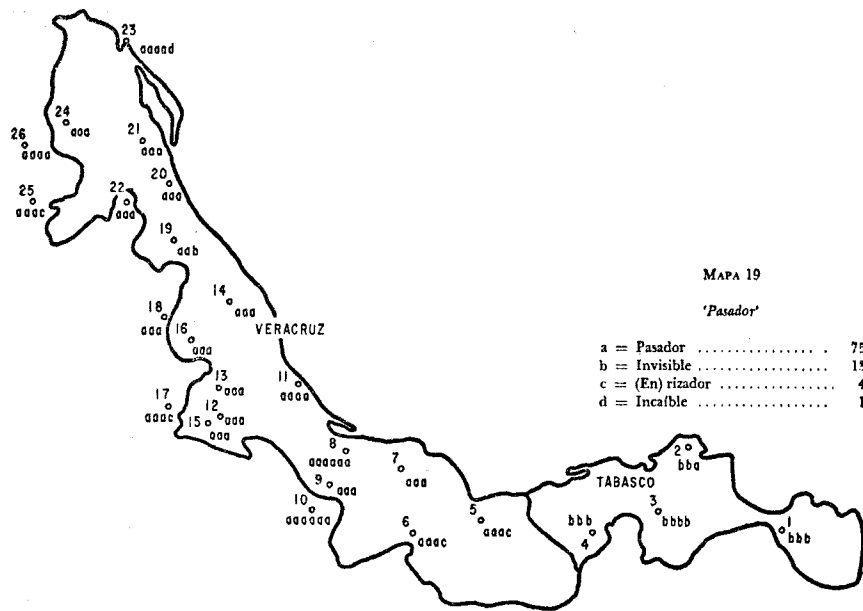 23
aaaad
24
aaa
26
aaaa
21
aaa
20
aaa
25
aaac
22
aaa
19
aab
14
aaa
VERACRUZ
18
aaa
16
aaa
13
aaa
11
aaaa
17
aaac
12
aaa
15
aaa
8
aaaaaa
7
aaa
9
aaa
10
aaaaaa
6
aaac
5
aaac
TABASCO
2
bba
3
bbbb
bbb
4
1
bbb
MAPA 19
'Pasador'
a = Pasador ..................
b = Invisible ..................
c = (En) rizador .............. 4
d = Incaíble .................. 1